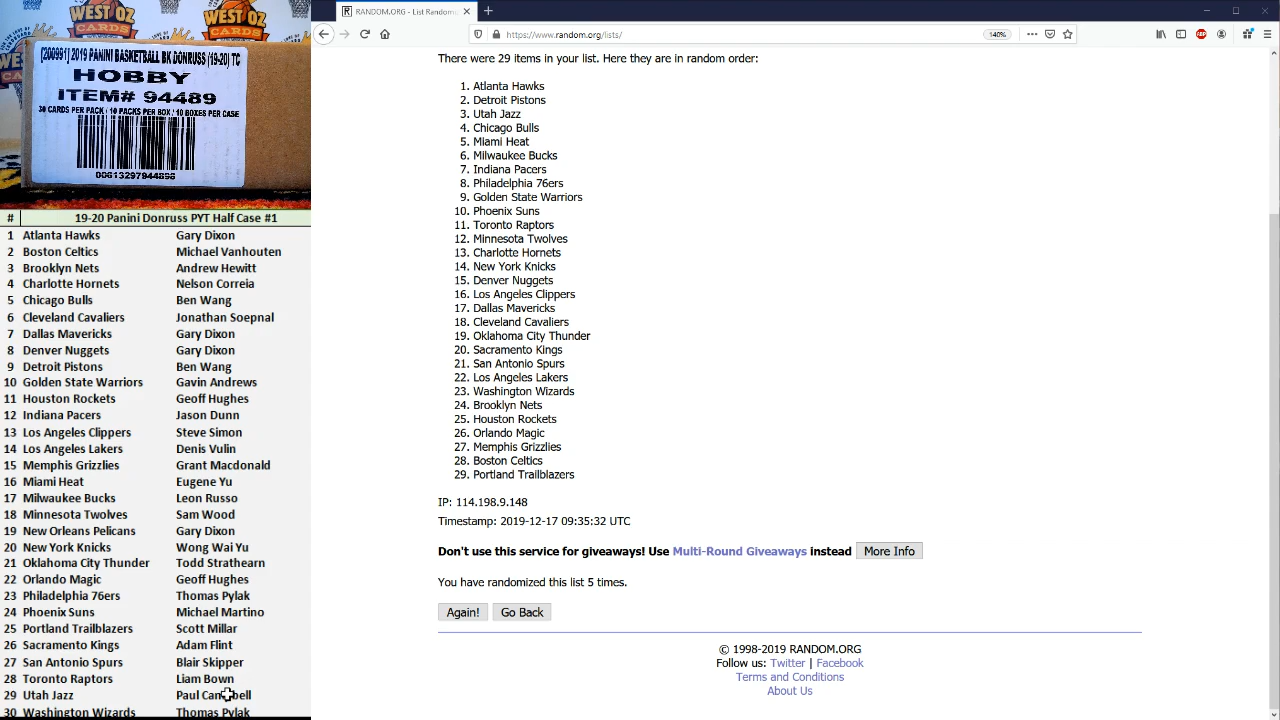 WEST OZ
CARDS
WEST OZ
CARDS
WEST OZ
CARDS
[200991] 2019 PANINI BASKETBALL BK DONRUSS (19-20) TC
HOBBY
ITEM# 94489
30 CARDS PER PACK / 10 PACKS PER BOX / 10 BOXES PER CASE
00613297944896
# 19-20 Panini Donruss PYT Half Case #1
1 Atlanta Hawks Gary Dixon
2 Boston Celtics Michael Vanhouten
3 Brooklyn Nets Andrew Hewitt
4 Charlotte Hornets Nelson Correia
5 Chicago Bulls Ben Wang
6 Cleveland Cavaliers Jonathan Soepnal
7 Dallas Mavericks Gary Dixon
8 Denver Nuggets Gary Dixon
9 Detroit Pistons Ben Wang
10 Golden State Warriors Gavin Andrews
11 Houston Rockets Geoff Hughes
12 Indiana Pacers Jason Dunn
13 Los Angeles Clippers Steve Simon
14 Los Angeles Lakers Denis Vulin
15 Memphis Grizzlies Grant Macdonald
16 Miami Heat Eugene Yu
17 Milwaukee Bucks Leon Russo
18 Minnesota Twolves Sam Wood
19 New Orleans Pelicans Gary Dixon
20 New York Knicks Wong Wai Yu
21 Oklahoma City Thunder Todd Strathearn
22 Orlando Magic Geoff Hughes
23 Philadelphia 76ers Thomas Pylak
24 Phoenix Suns Michael Martino
25 Portland Trailblazers Scott Millar
26 Sacramento Kings Adam Flint
27 San Antonio Spurs Blair Skipper
28 Toronto Raptors Liam Bown
29 Utah Jazz Paul Campbell
30 Washington Wizards Thomas Pylak
RANDOM.ORG - List Randomi
https://www.random.org/lists/
140%
There were 29 items in your list. Here they are in random order:
1. Atlanta Hawks
2. Detroit Pistons
3. Utah Jazz
4. Chicago Bulls
5. Miami Heat
6. Milwaukee Bucks
7. Indiana Pacers
8. Philadelphia 76ers
9. Golden State Warriors
10. Phoenix Suns
11. Toronto Raptors
12. Minnesota Twolves
13. Charlotte Hornets
14. New York Knicks
15. Denver Nuggets
16. Los Angeles Clippers
17. Dallas Mavericks
18. Cleveland Cavaliers
19. Oklahoma City Thunder
20. Sacramento Kings
21. San Antonio Spurs
22. Los Angeles Lakers
23. Washington Wizards
24. Brooklyn Nets
25. Houston Rockets
26. Orlando Magic
27. Memphis Grizzlies
28. Boston Celtics
29. Portland Trailblazers
IP: 114.198.9.148
Timestamp: 2019-12-17 09:35:32 UTC
Don't use this service for giveaways! Use Multi-Round Giveaways instead More Info
You have randomized this list 5 times.
Again! Go Back
© 1998-2019 RANDOM.ORG
Follow us: Twitter | Facebook
Terms and Conditions
About Us